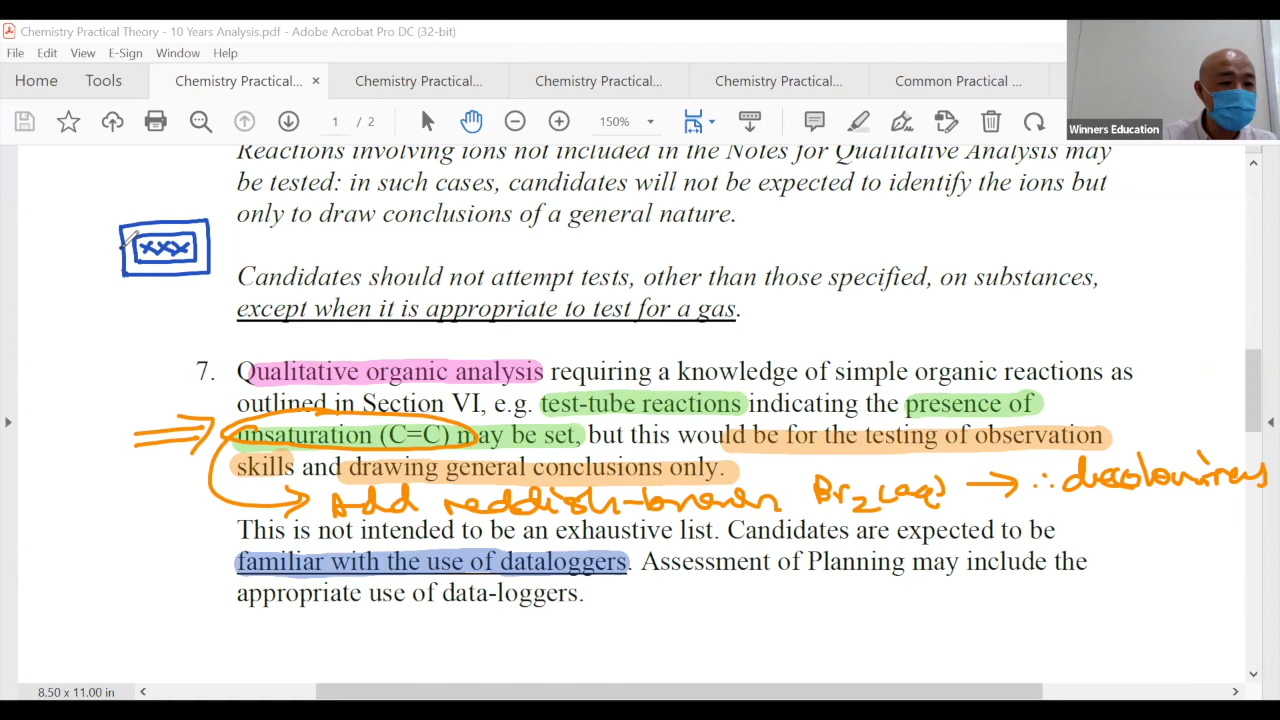 Chemistry Practical Theory - 10 Years Analysis.pdf - Adobe Acrobat Pro DC (32-bit)
File Edit View E-Sign Window Help
Home Tools Chemistry Practical... × Chemistry Practical... Chemistry Practical... Chemistry Practical... Common Practical ...
1 / 2 150%
Winners Education
Reactions involving ions not included in the Notes for Qualitative Analysis may
be tested: in such cases, candidates will not be expected to identify the ions but
only to draw conclusions of a general nature.
xxx
Candidates should not attempt tests, other than those specified, on substances,
except when it is appropriate to test for a gas.
7. Qualitative organic analysis requiring a knowledge of simple organic reactions as
outlined in Section VI, e.g. test-tube reactions indicating the presence of
unsaturation (C=C) may be set, but this would be for the testing of observation
skills and drawing general conclusions only.
Add reddish-brown Br₂ (aq) → ∴ decolourises
This is not intended to be an exhaustive list. Candidates are expected to be
familiar with the use of dataloggers. Assessment of Planning may include the
appropriate use of data-loggers.
8.50 x 11.00 in